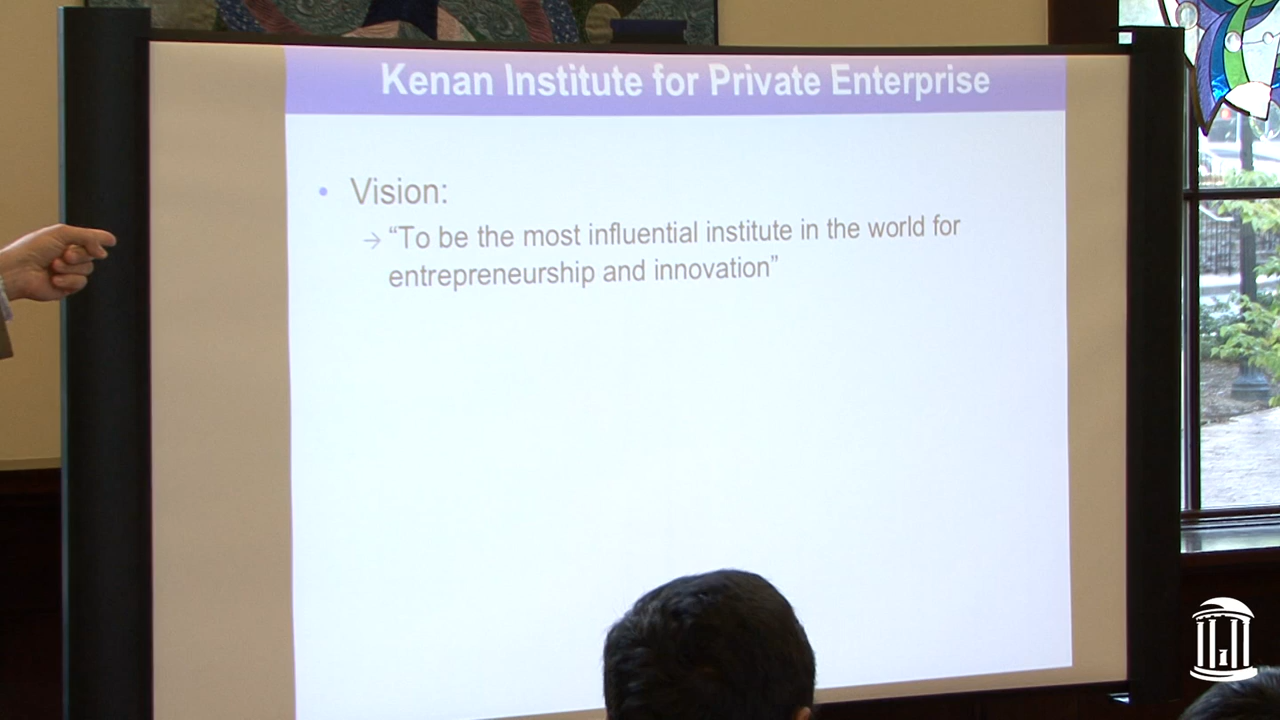 Kenan Institute for Private Enterprise
• Vision:
→ “To be the most influential institute in the world for
entrepreneurship and innovation”